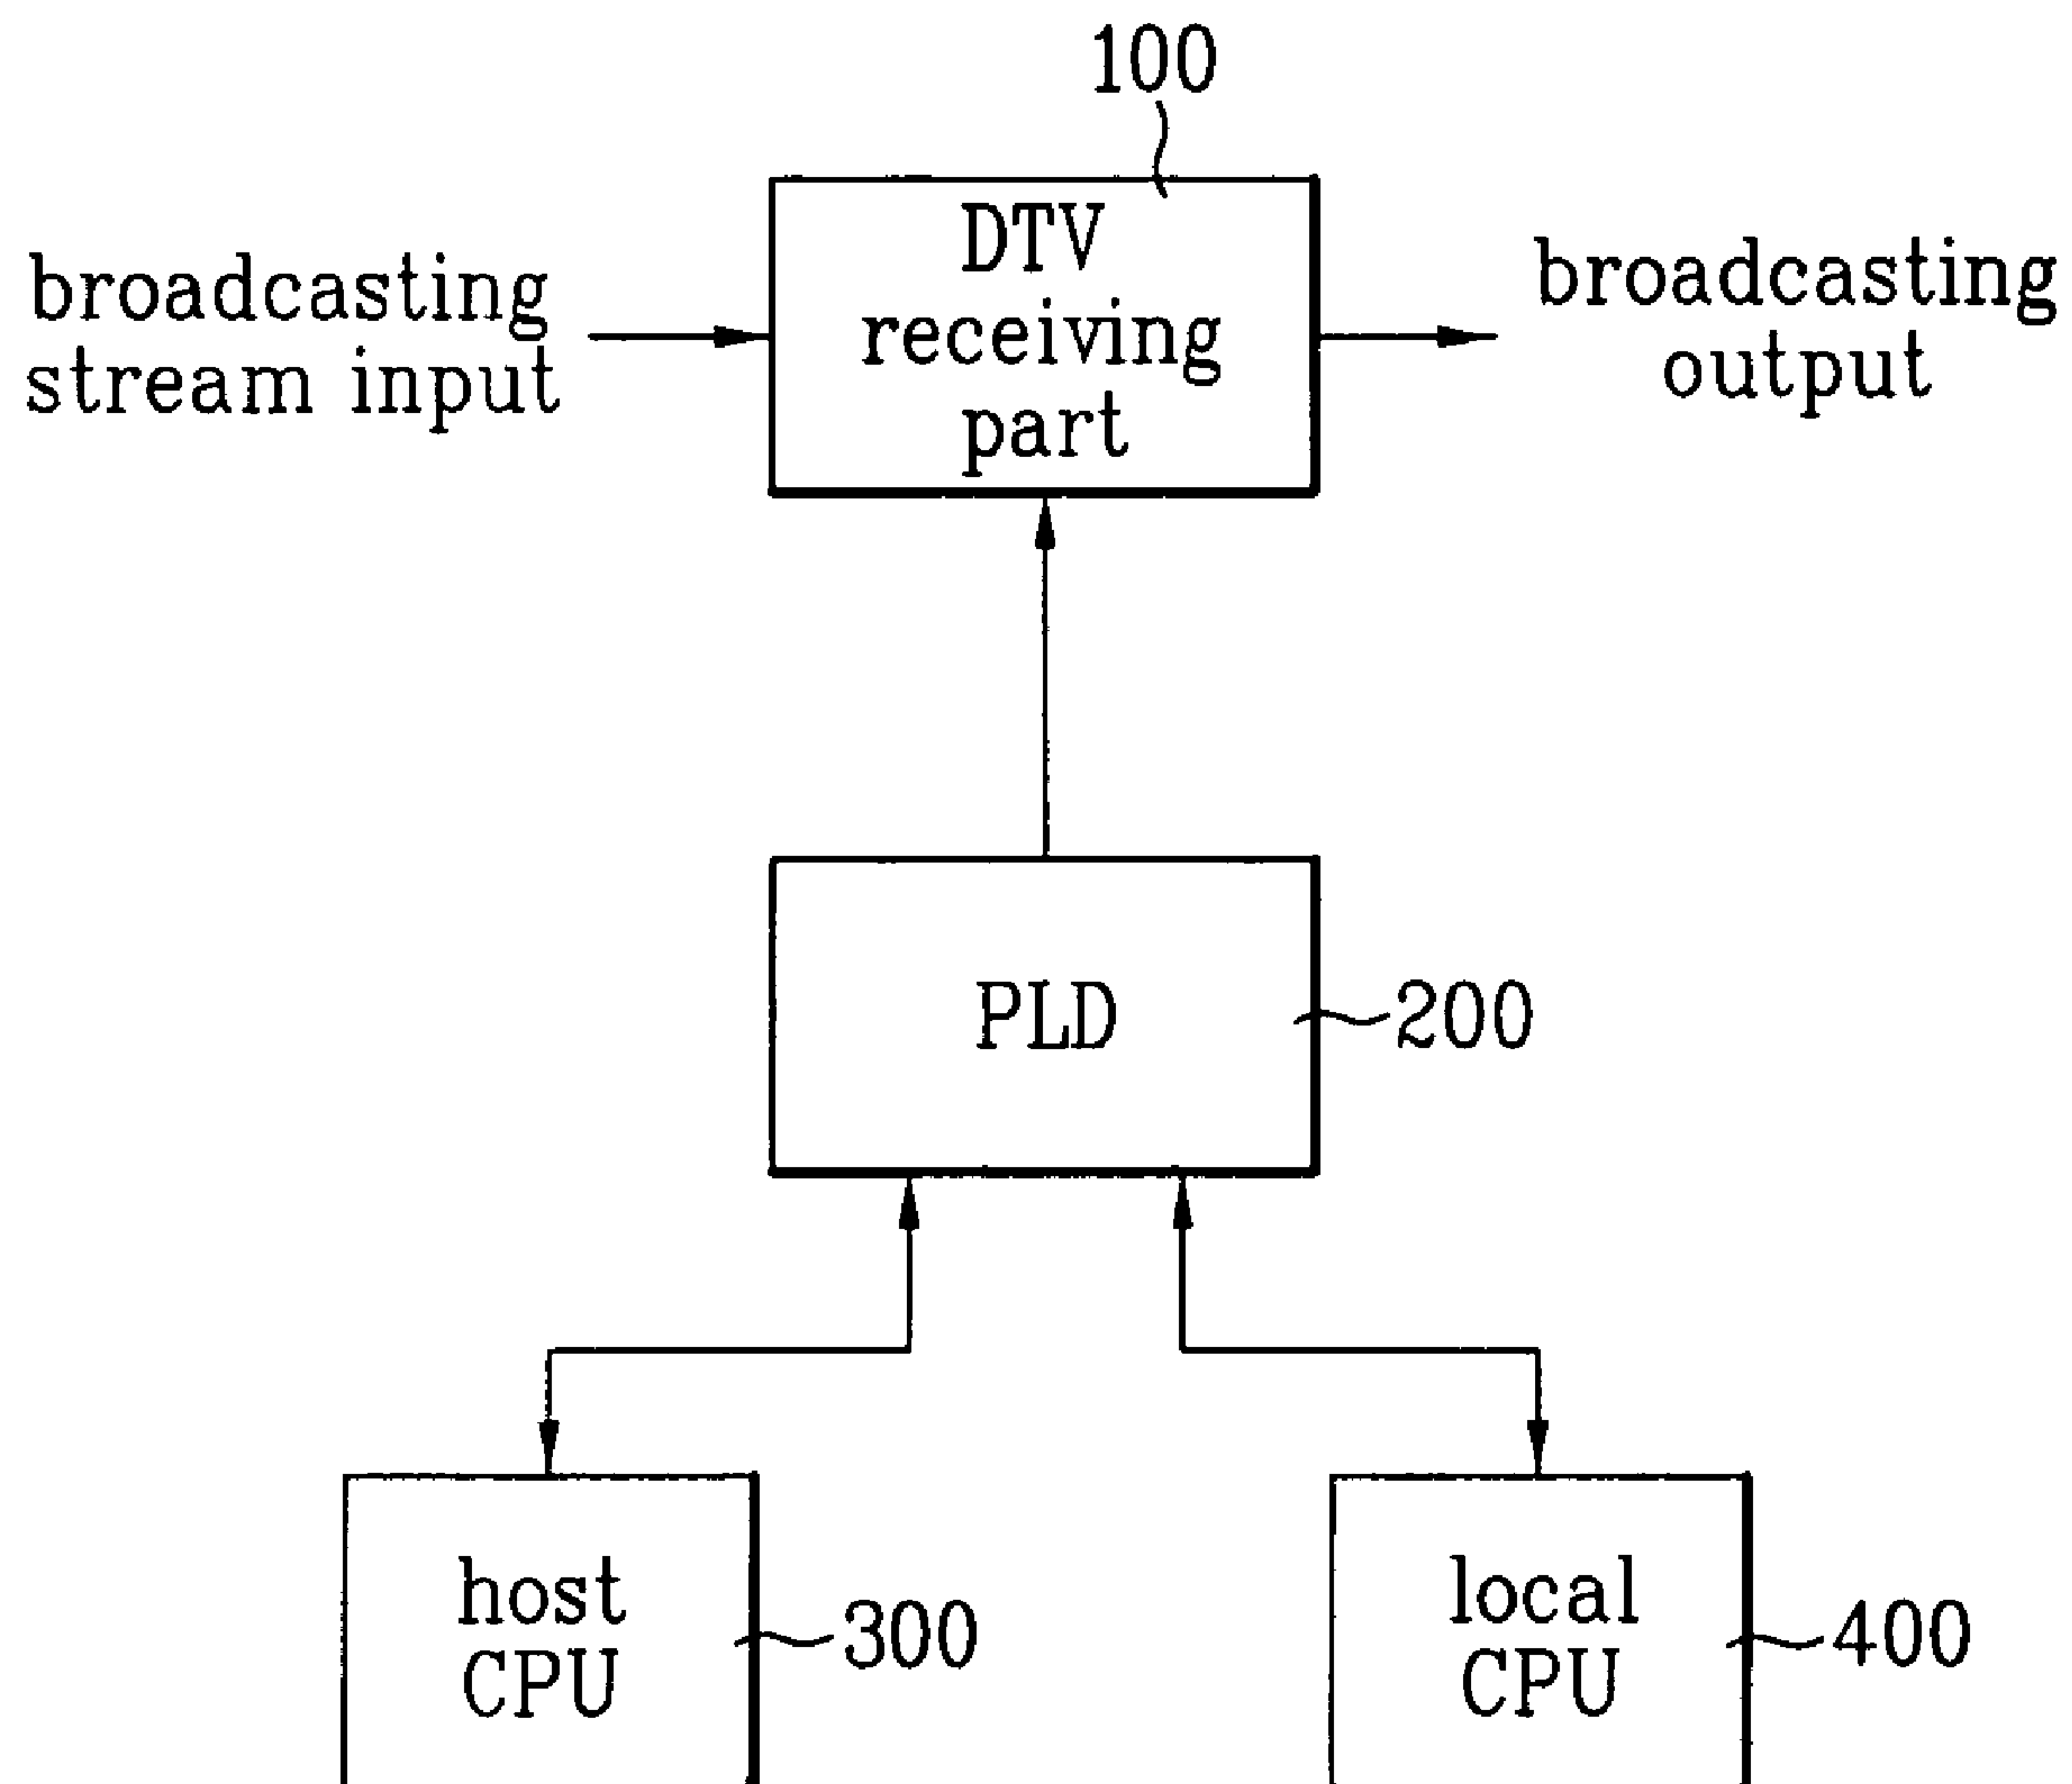 100
broadcasting
stream input
DTV
receiving
part
broadcasting
output
PLD
200
host
CPU
300
local
CPU
400